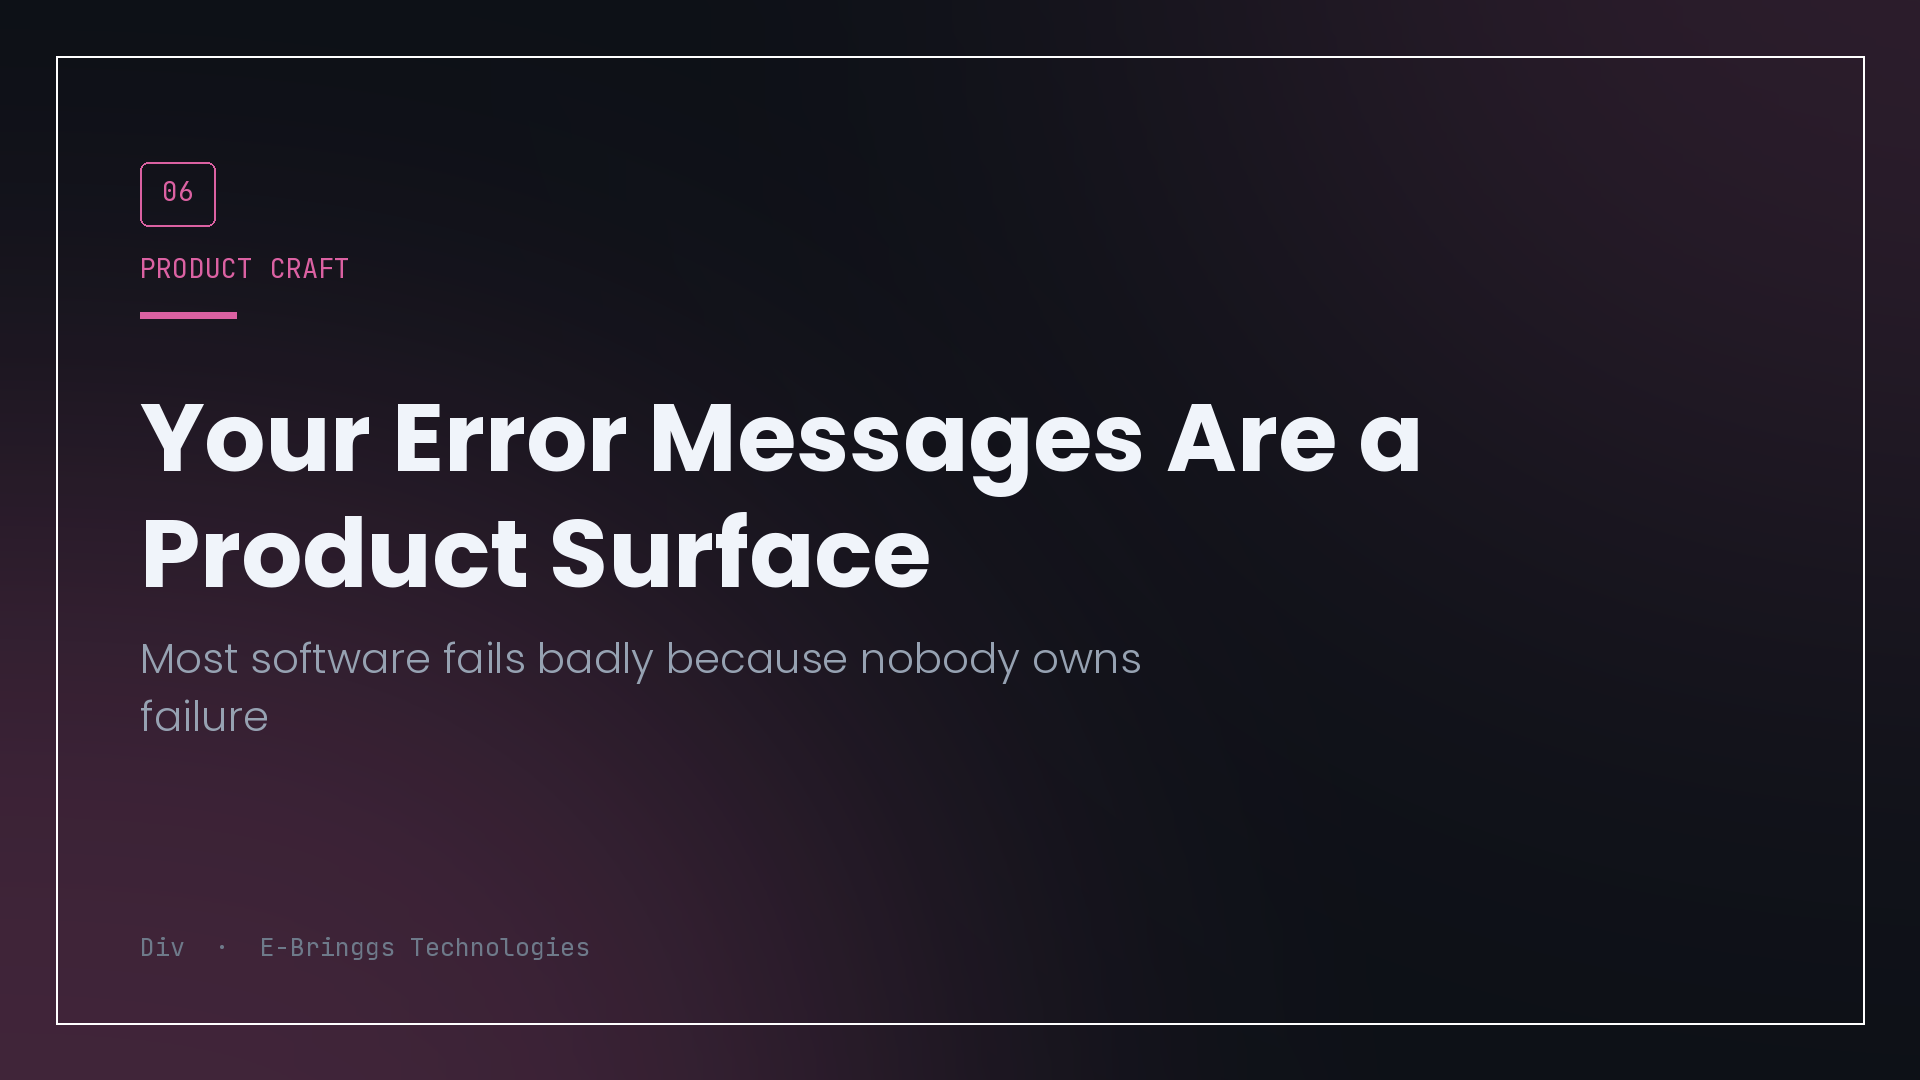 06
PRODUCT CRAFT
Your Error Messages Are a
Product Surface
Most software fails badly because nobody owns
failure
Div · E-Bringgs Technologies